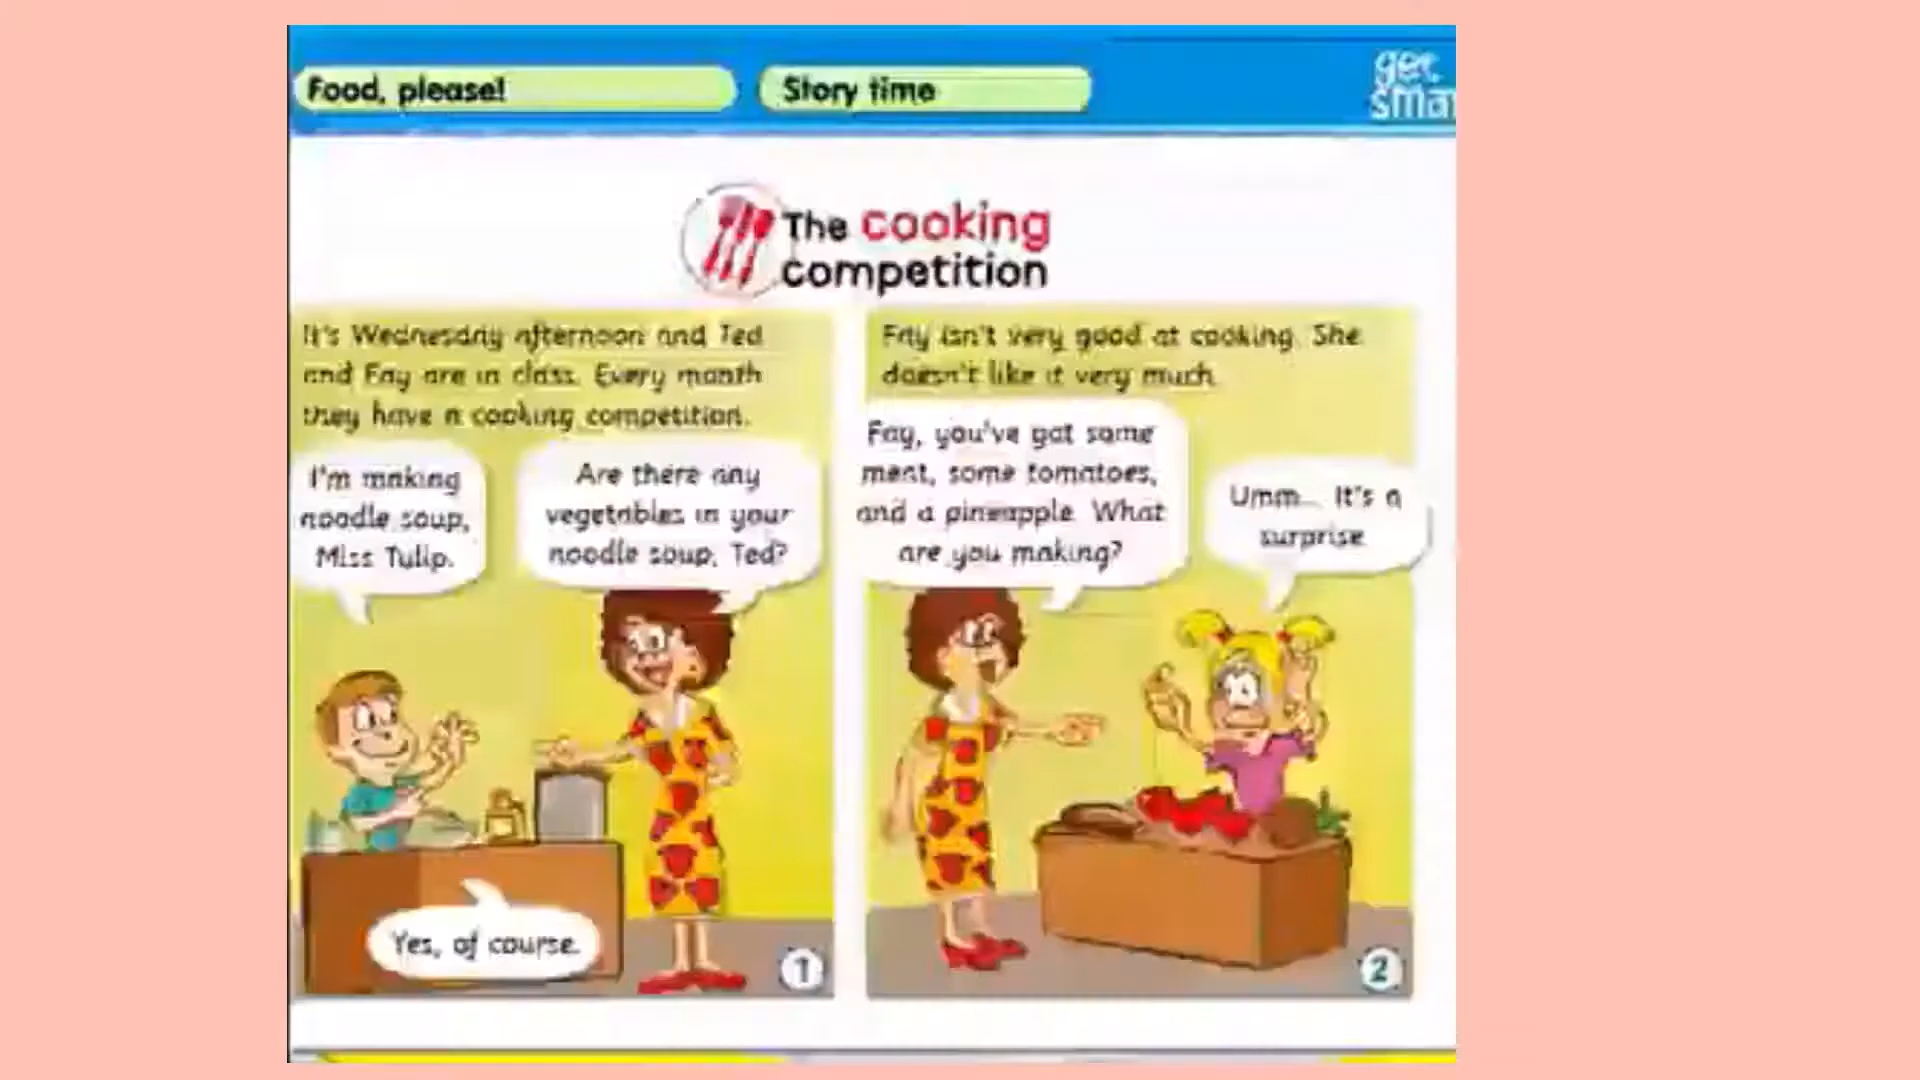 Food, please!
Story time
get
smar
The cooking
competition
It's Wednesday afternoon and Ted
and Fay are in class. Every month
they have a cooking competition.
I'm making
noodle soup,
Miss Tulip.
Are there any
vegetables in your
noodle soup, Ted?
Yes, of course.
1
Fay isn't very good at cooking. She
doesn't like it very much.
Fay, you've got some
meat, some tomatoes,
and a pineapple. What
are you making?
Umm... It's a
surprise.
2